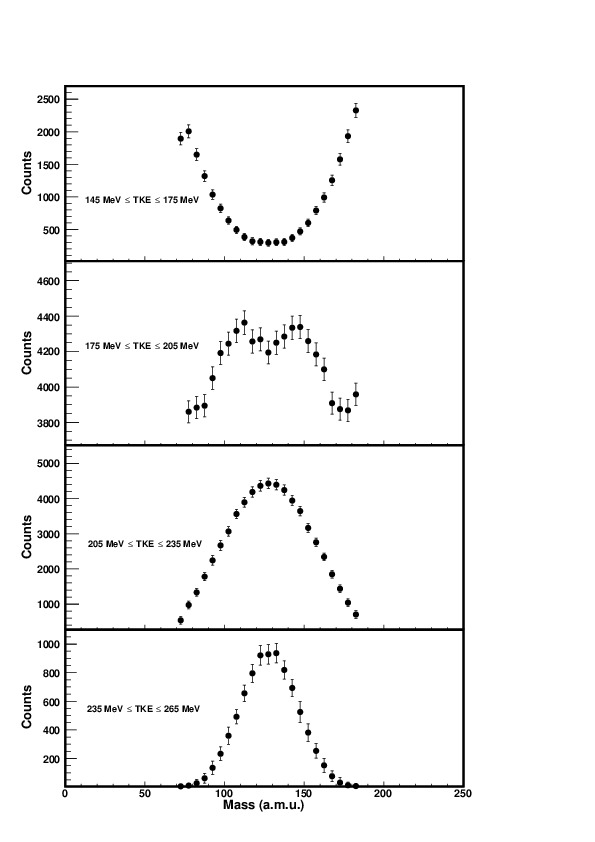 2500
2000
1500
1000
500
Counts
145 MeV ≤ TKE ≤ 175 MeV
4600
4400
4200
4000
3800
Counts
175 MeV ≤ TKE ≤ 205 MeV
5000
4000
3000
2000
1000
Counts
205 MeV ≤ TKE ≤ 235 MeV
1000
800
600
400
200
Counts
235 MeV ≤ TKE ≤ 265 MeV
0 50 100 150 200 250
Mass (a.m.u.)